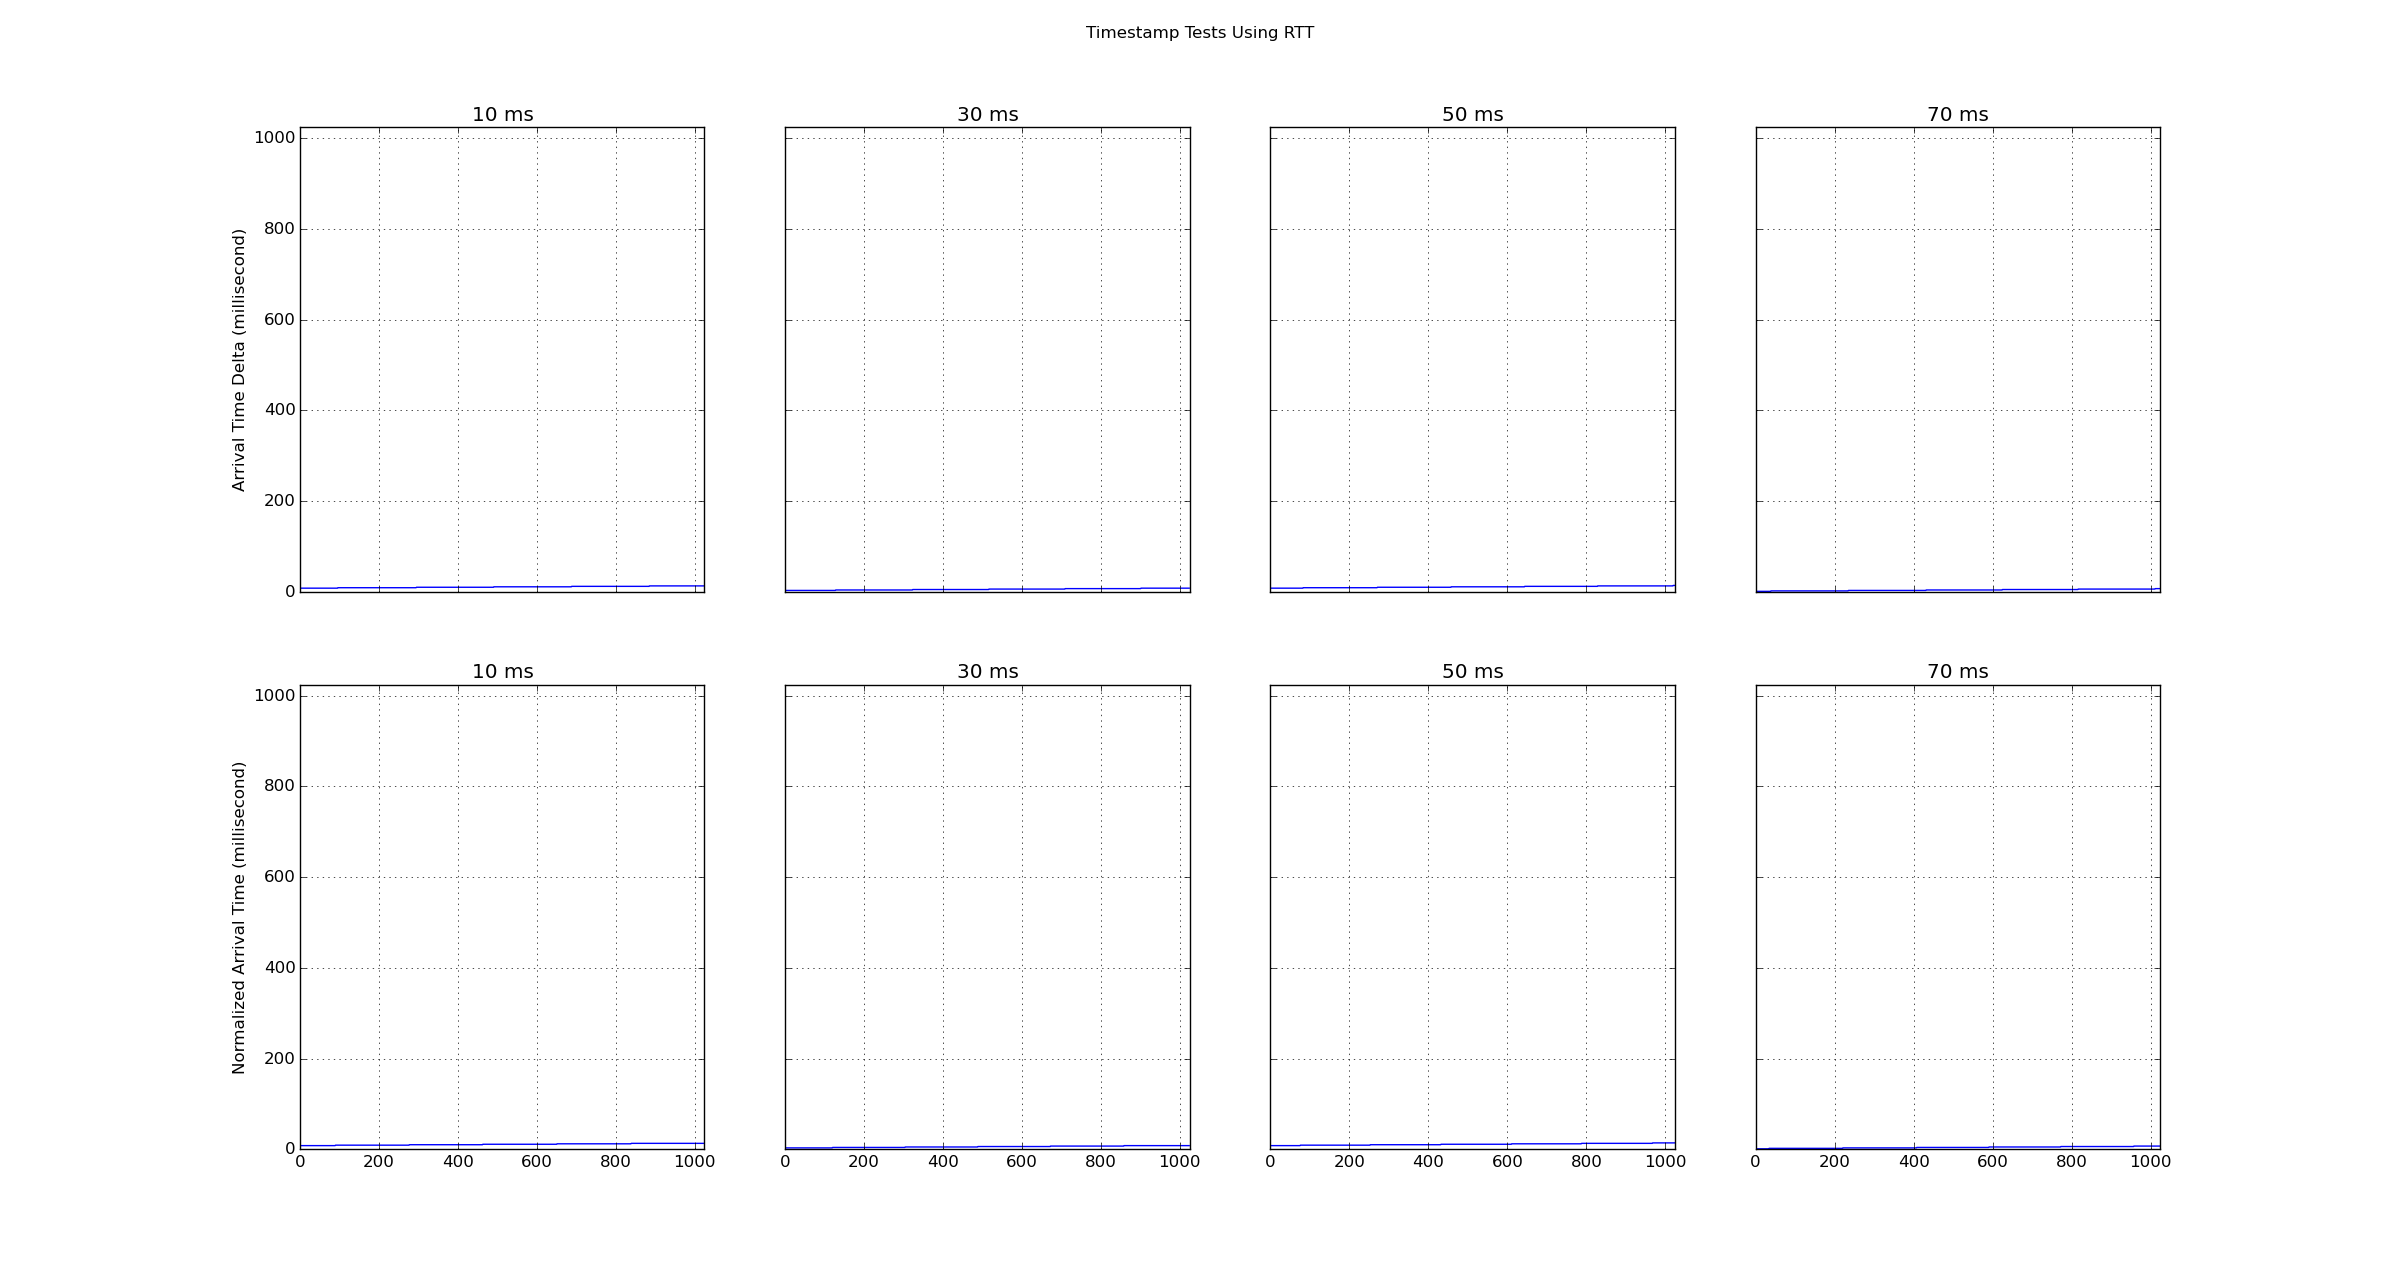 Timestamp Tests Using RTT
10 ms
30 ms
50 ms
70 ms
1000
800
600
400
200
0
Arrival Time Delta (millisecond)
10 ms
30 ms
50 ms
70 ms
1000
800
600
400
200
0
Normalized Arrival Time (millisecond)
0 200 400 600 800 1000
0 200 400 600 800 1000
0 200 400 600 800 1000
0 200 400 600 800 1000